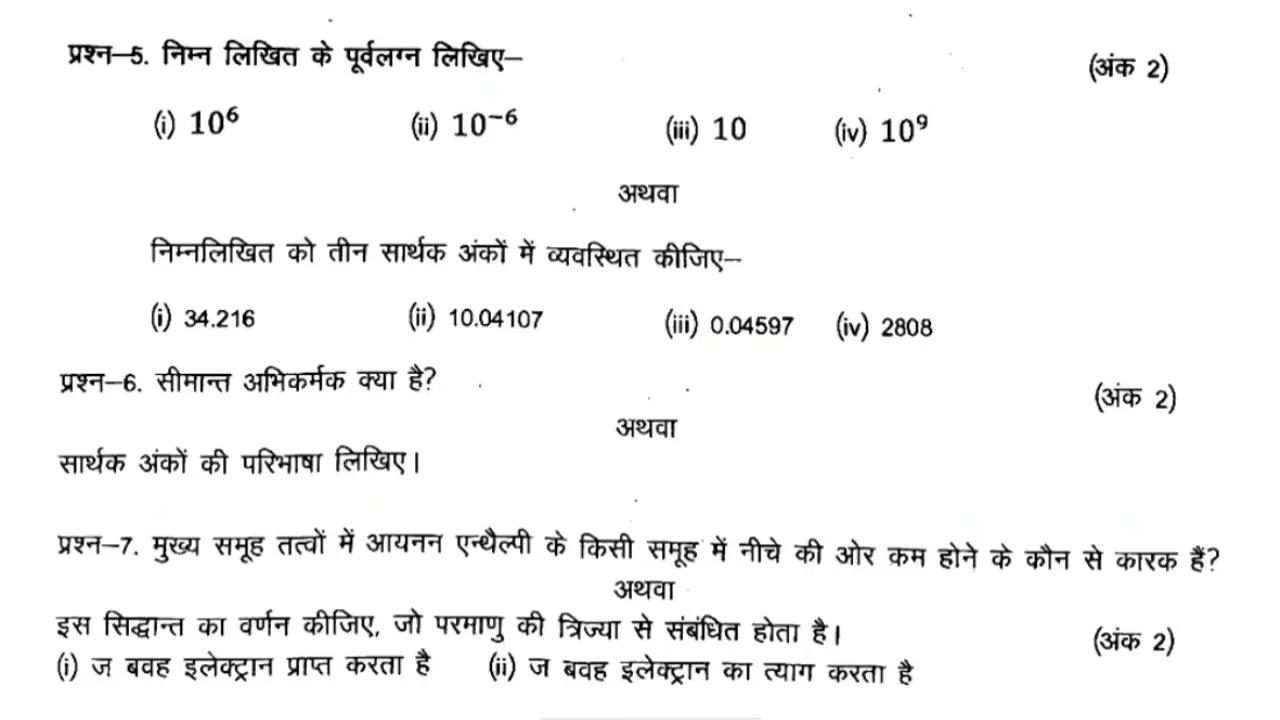 प्रश्न–5. निम्न लिखित के पूर्वलग्न लिखिए– (अंक 2)
(i) 10⁶ (ii) 10⁻⁶ (iii) 10 (iv) 10⁹
अथवा
निम्नलिखित को तीन सार्थक अंकों में व्यवस्थित कीजिए–
(i) 34.216 (ii) 10.04107 (iii) 0.04597 (iv) 2808
प्रश्न–6. सीमान्त अभिकर्मक क्या है? (अंक 2)
अथवा
सार्थक अंकों की परिभाषा लिखिए।
प्रश्न–7. मुख्य समूह तत्वों में आयनन एन्थैल्पी के किसी समूह में नीचे की ओर कम होने के कौन से कारक हैं?
अथवा
इस सिद्धान्त का वर्णन कीजिए, जो परमाणु की त्रिज्या से संबंधित होता है। (अंक 2)
(i) ज बवह इलेक्ट्रान प्राप्त करता है (ii) ज बवह इलेक्ट्रान का त्याग करता है